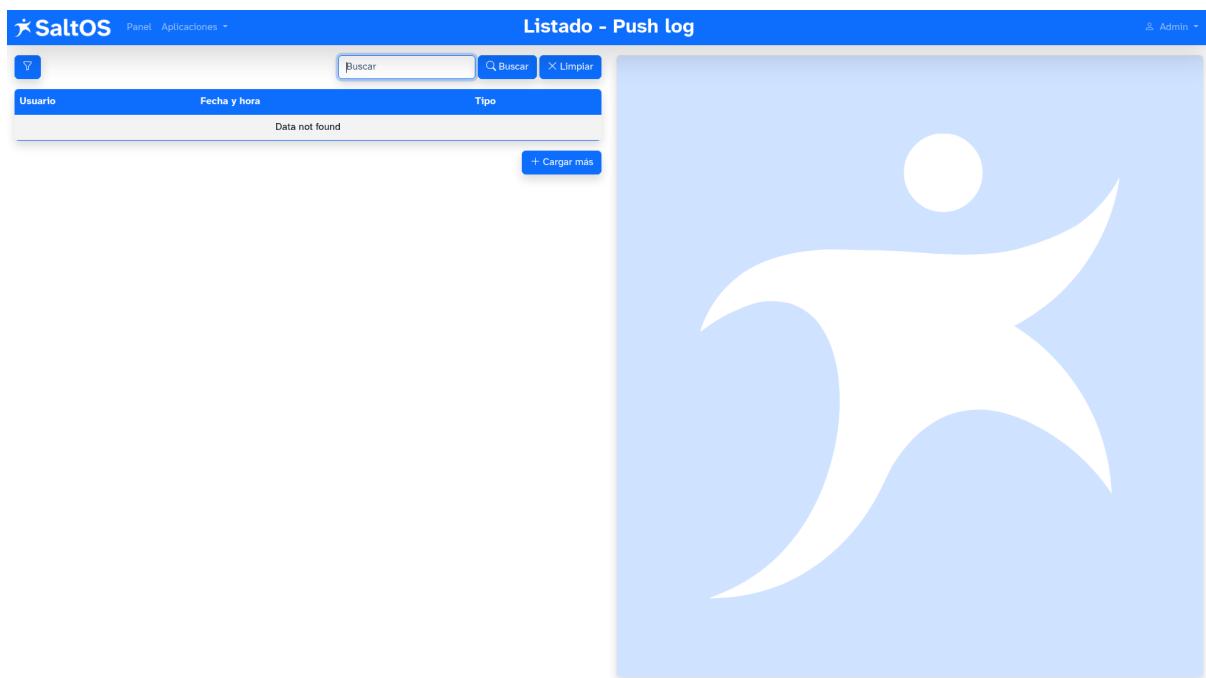 SaltOS Panel Aplicaciones Listado - Push log Admin
Buscar Buscar Limpiar
Usuario Fecha y hora Tipo
Data not found
+ Cargar más